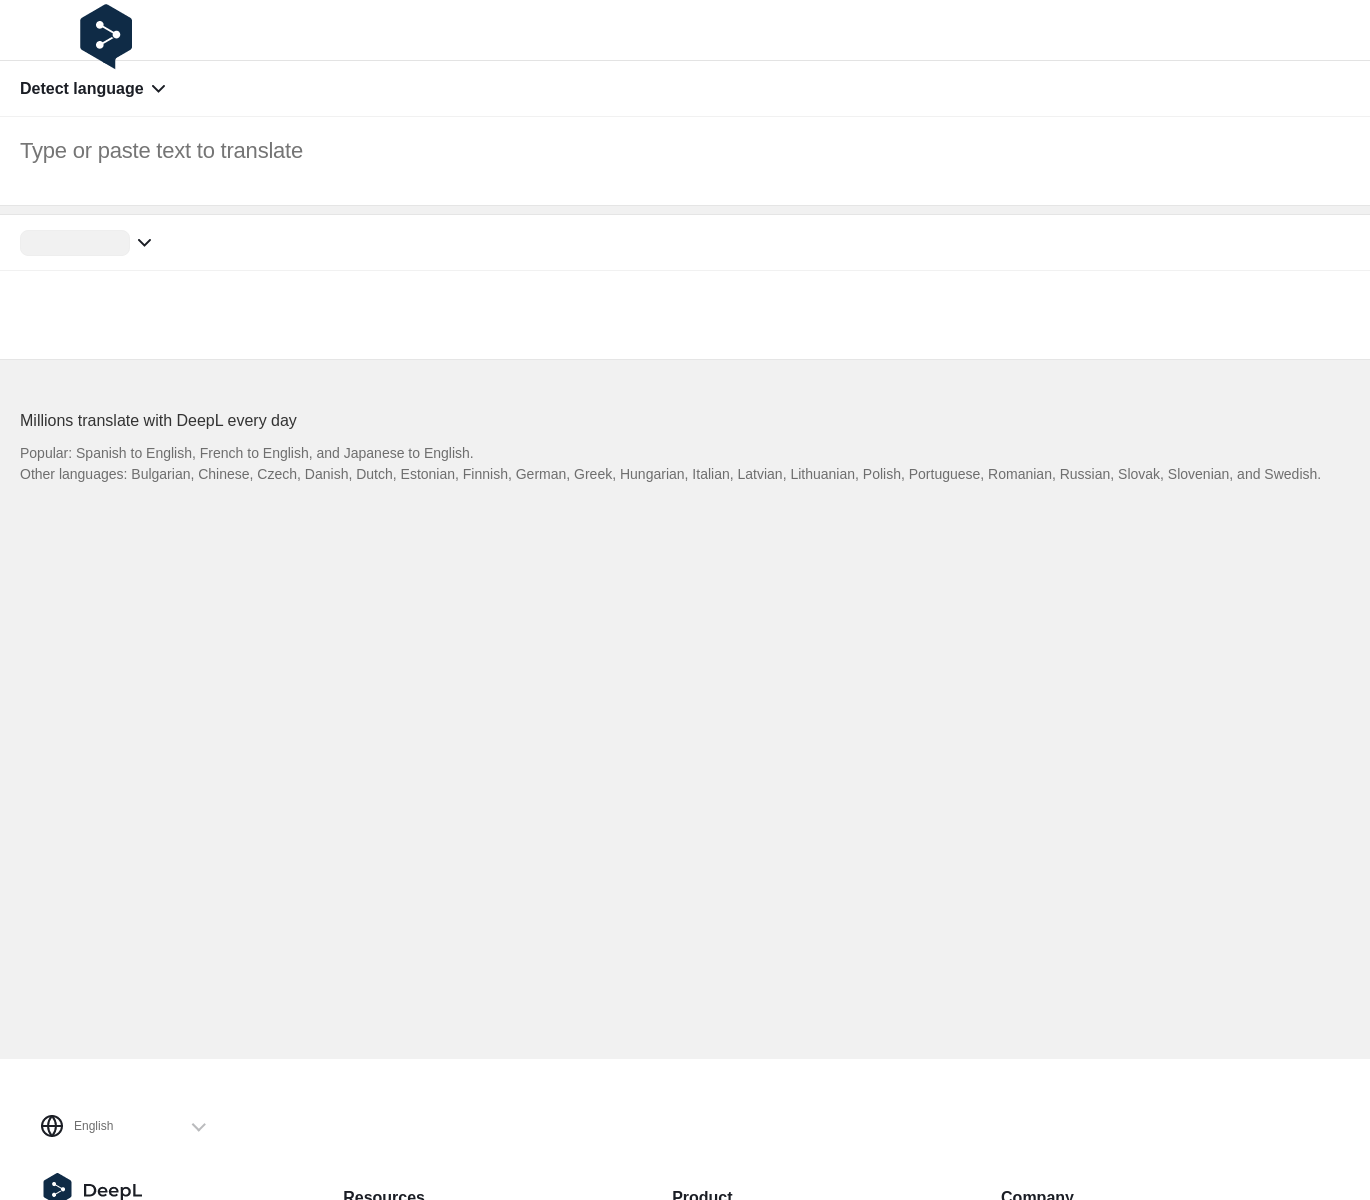 Detect language
Type or paste text to translate
Millions translate with DeepL every day
Popular: Spanish to English, French to English, and Japanese to English.
Other languages: Bulgarian, Chinese, Czech, Danish, Dutch, Estonian, Finnish, German, Greek, Hungarian, Italian, Latvian, Lithuanian, Polish, Portuguese, Romanian, Russian, Slovak, Slovenian, and Swedish.
English
DeepL
Resources
Product
Company